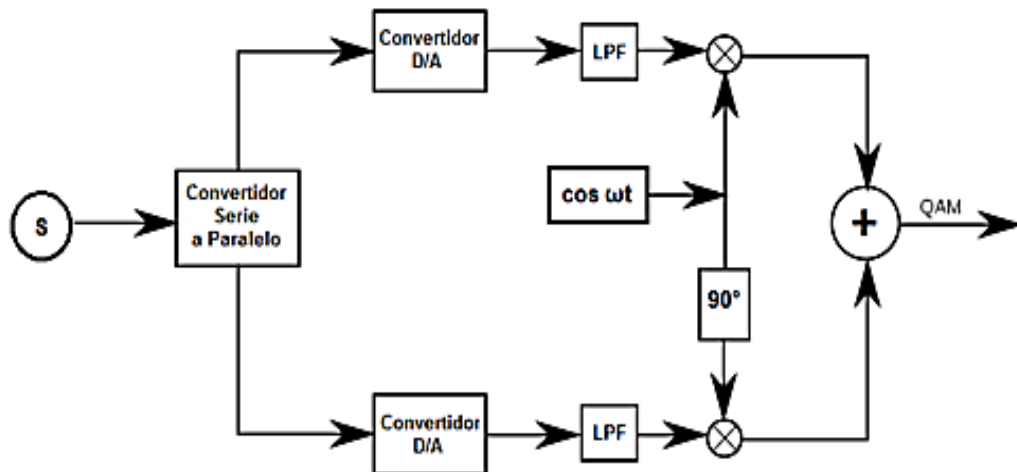 Convertidor
D/A
LPF
cos ωt
S
Convertidor
Serie
a Paralelo
+
QAM
90°
Convertidor
D/A
LPF